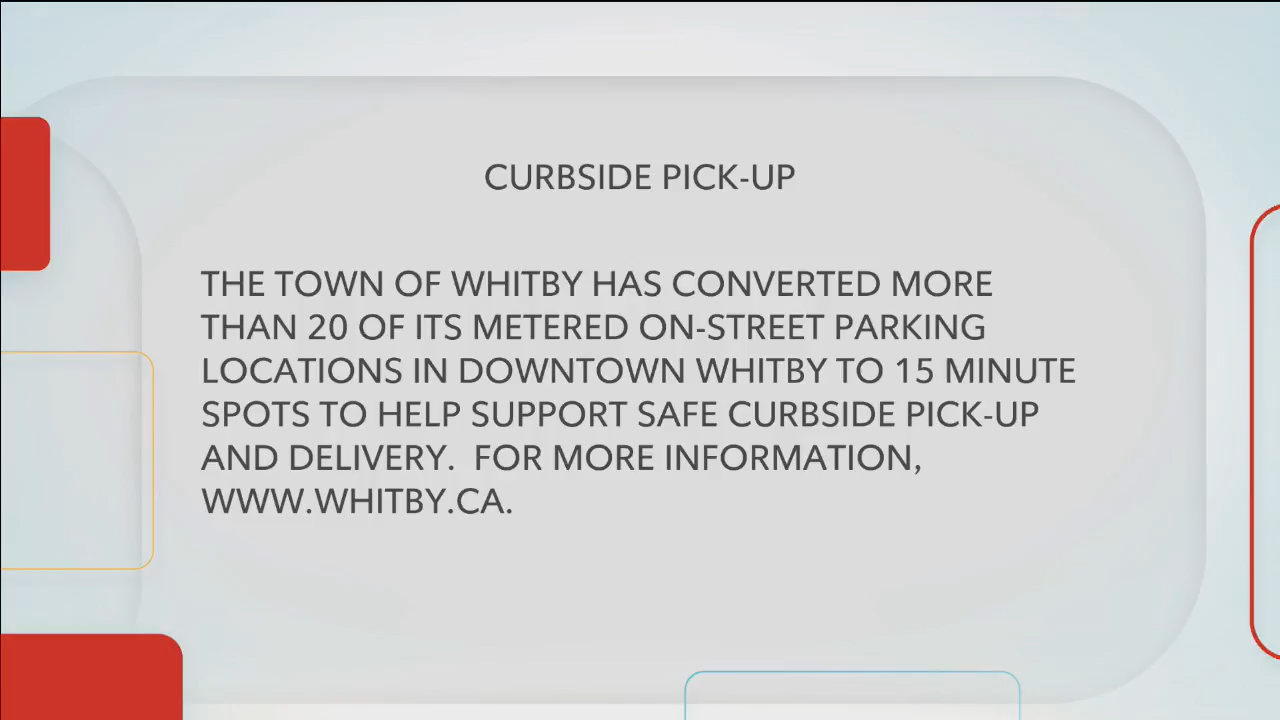 CURBSIDE PICK-UP
THE TOWN OF WHITBY HAS CONVERTED MORE
THAN 20 OF ITS METERED ON-STREET PARKING
LOCATIONS IN DOWNTOWN WHITBY TO 15 MINUTE
SPOTS TO HELP SUPPORT SAFE CURBSIDE PICK-UP
AND DELIVERY.  FOR MORE INFORMATION,
WWW.WHITBY.CA.